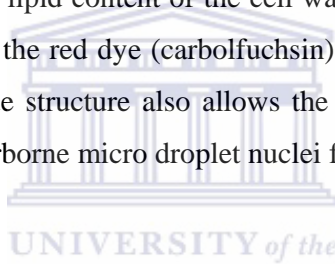 lipid content of the cell wa
the red dye (carbolfuchsin)
e structure also allows the
rborne micro droplet nuclei f
UNIVERSITY of the